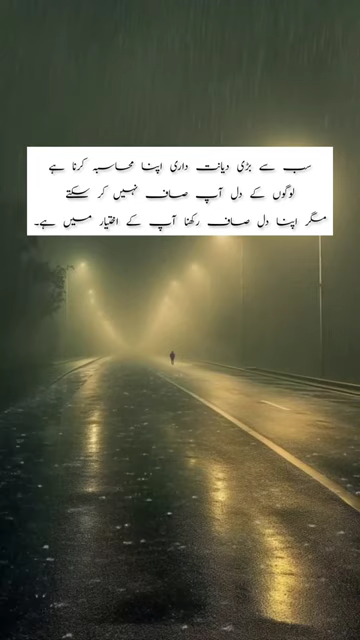 سب سے بڑی دیانت داری اپنا محاسبہ کرنا ہے
لوگوں کے دل آپ صاف نہیں کر سکتے
مگر اپنا دل صاف رکھنا آپ کے اختیار میں ہے۔